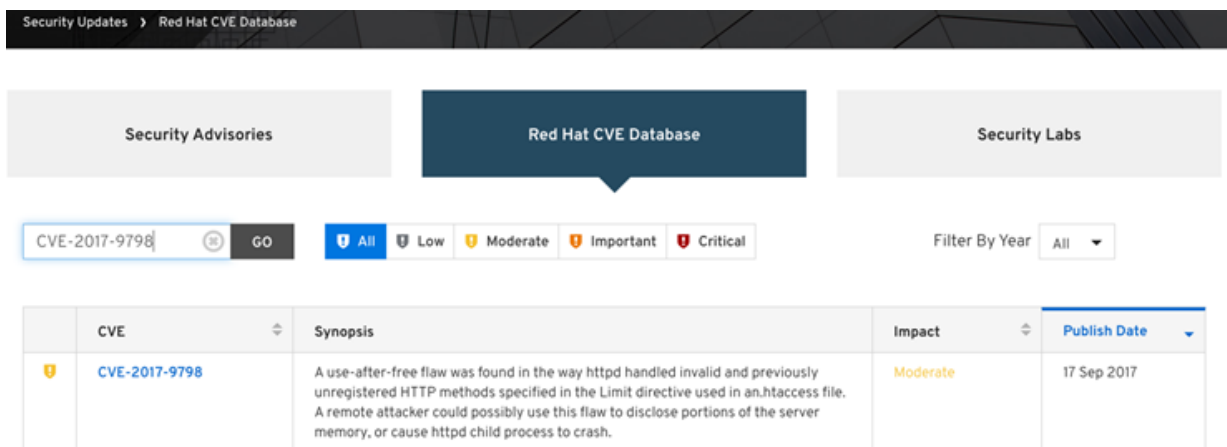 Security Updates ❯ Red Hat CVE Database
Security Advisories
Red Hat CVE Database
Security Labs
CVE-2017-9798
GO
All
Low
Moderate
Important
Critical
Filter By Year
All
CVE
Synopsis
Impact
Publish Date
CVE-2017-9798
A use-after-free flaw was found in the way httpd handled invalid and previously
unregistered HTTP methods specified in the Limit directive used in an.htaccess file.
A remote attacker could possibly use this flaw to disclose portions of the server
memory, or cause httpd child process to crash.
Moderate
17 Sep 2017